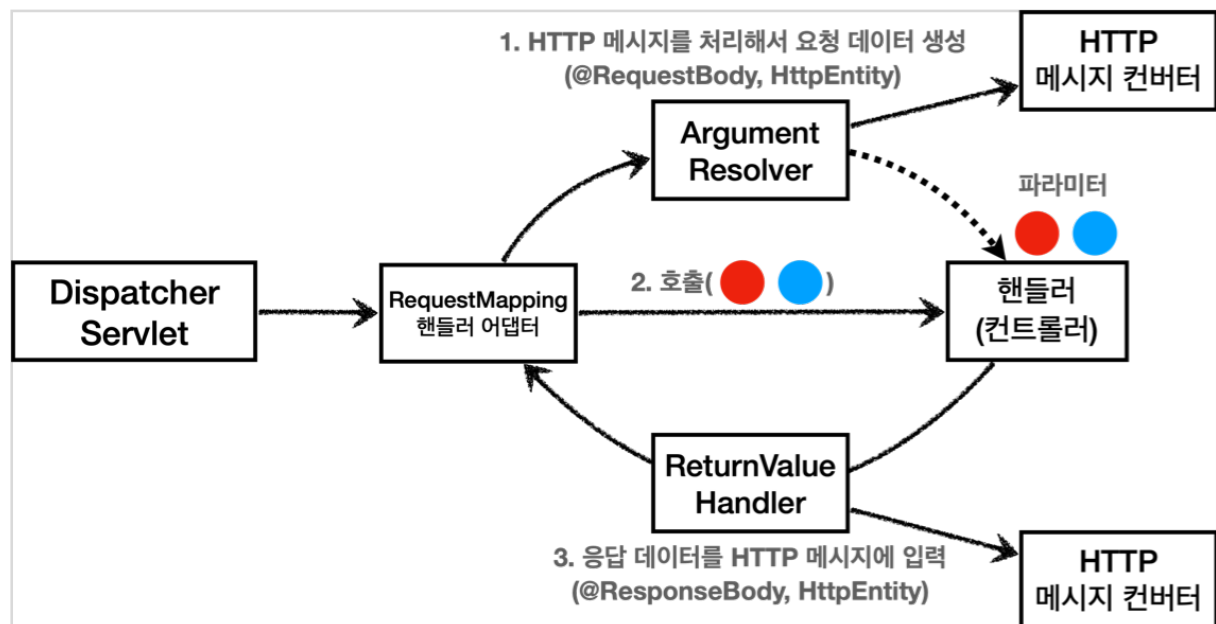 1. HTTP 메시지를 처리해서 요청 데이터 생성
(@RequestBody, HttpEntity)
HTTP
메시지 컨버터
Argument
Resolver
파라미터
Dispatcher
Servlet
RequestMapping
핸들러 어댑터
2. 호출( )
핸들러
(컨트롤러)
ReturnValue
Handler
3. 응답 데이터를 HTTP 메시지에 입력
(@ResponseBody, HttpEntity)
HTTP
메시지 컨버터